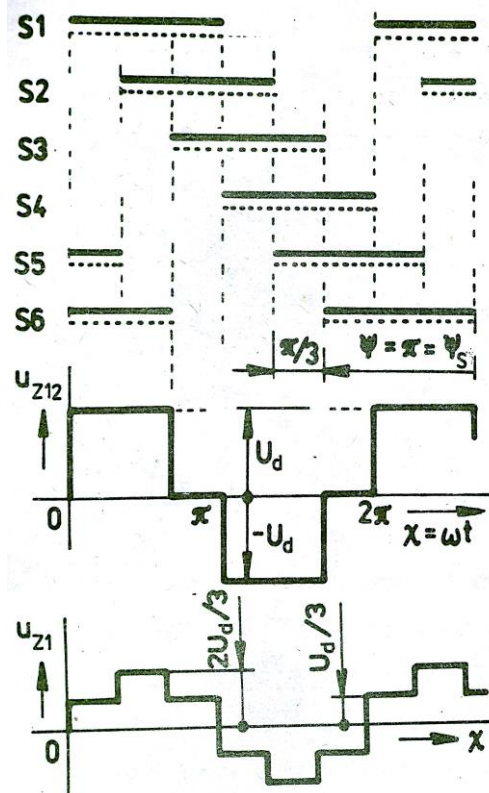 S1
S2
S3
S4
S5
S6
π/3
Ψ = π = Ψs
uZ12
Ud
0
π
-Ud
2π
x = ωt
2Ud/3
Ud/3
uZ1
0
x